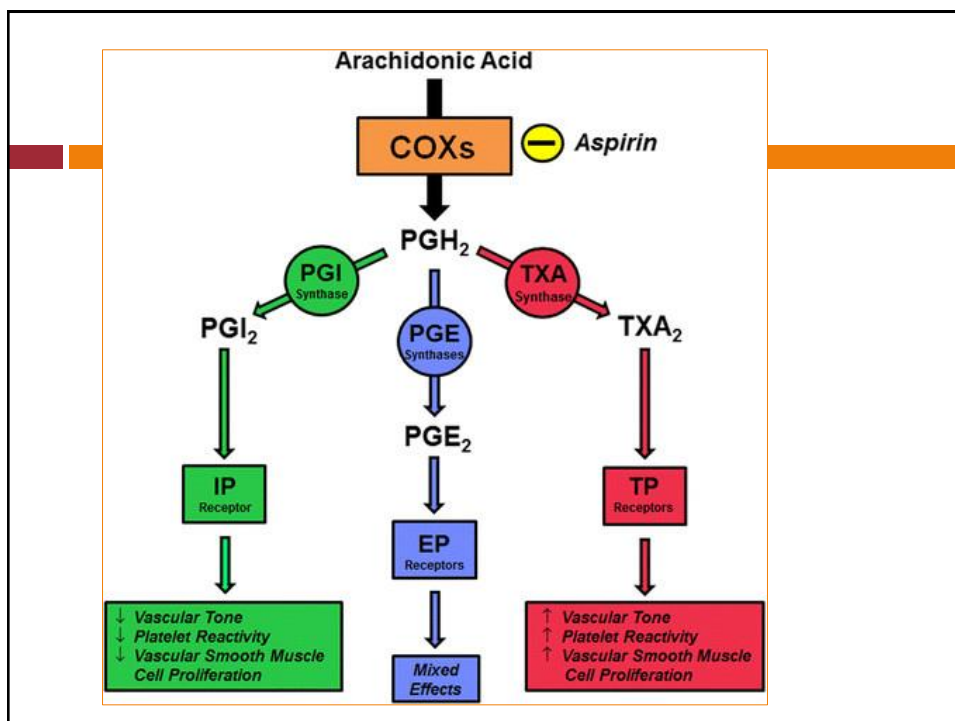 Arachidonic Acid
COXs
Aspirin
PGH₂
PGI
Synthase
TXA
Synthase
PGI₂
PGE
Synthases
TXA₂
PGE₂
IP
Receptor
TP
Receptors
EP
Receptors
↓ Vascular Tone
↓ Platelet Reactivity
↓ Vascular Smooth Muscle
Cell Proliferation
Mixed
Effects
↑ Vascular Tone
↑ Platelet Reactivity
↑ Vascular Smooth Muscle
Cell Proliferation